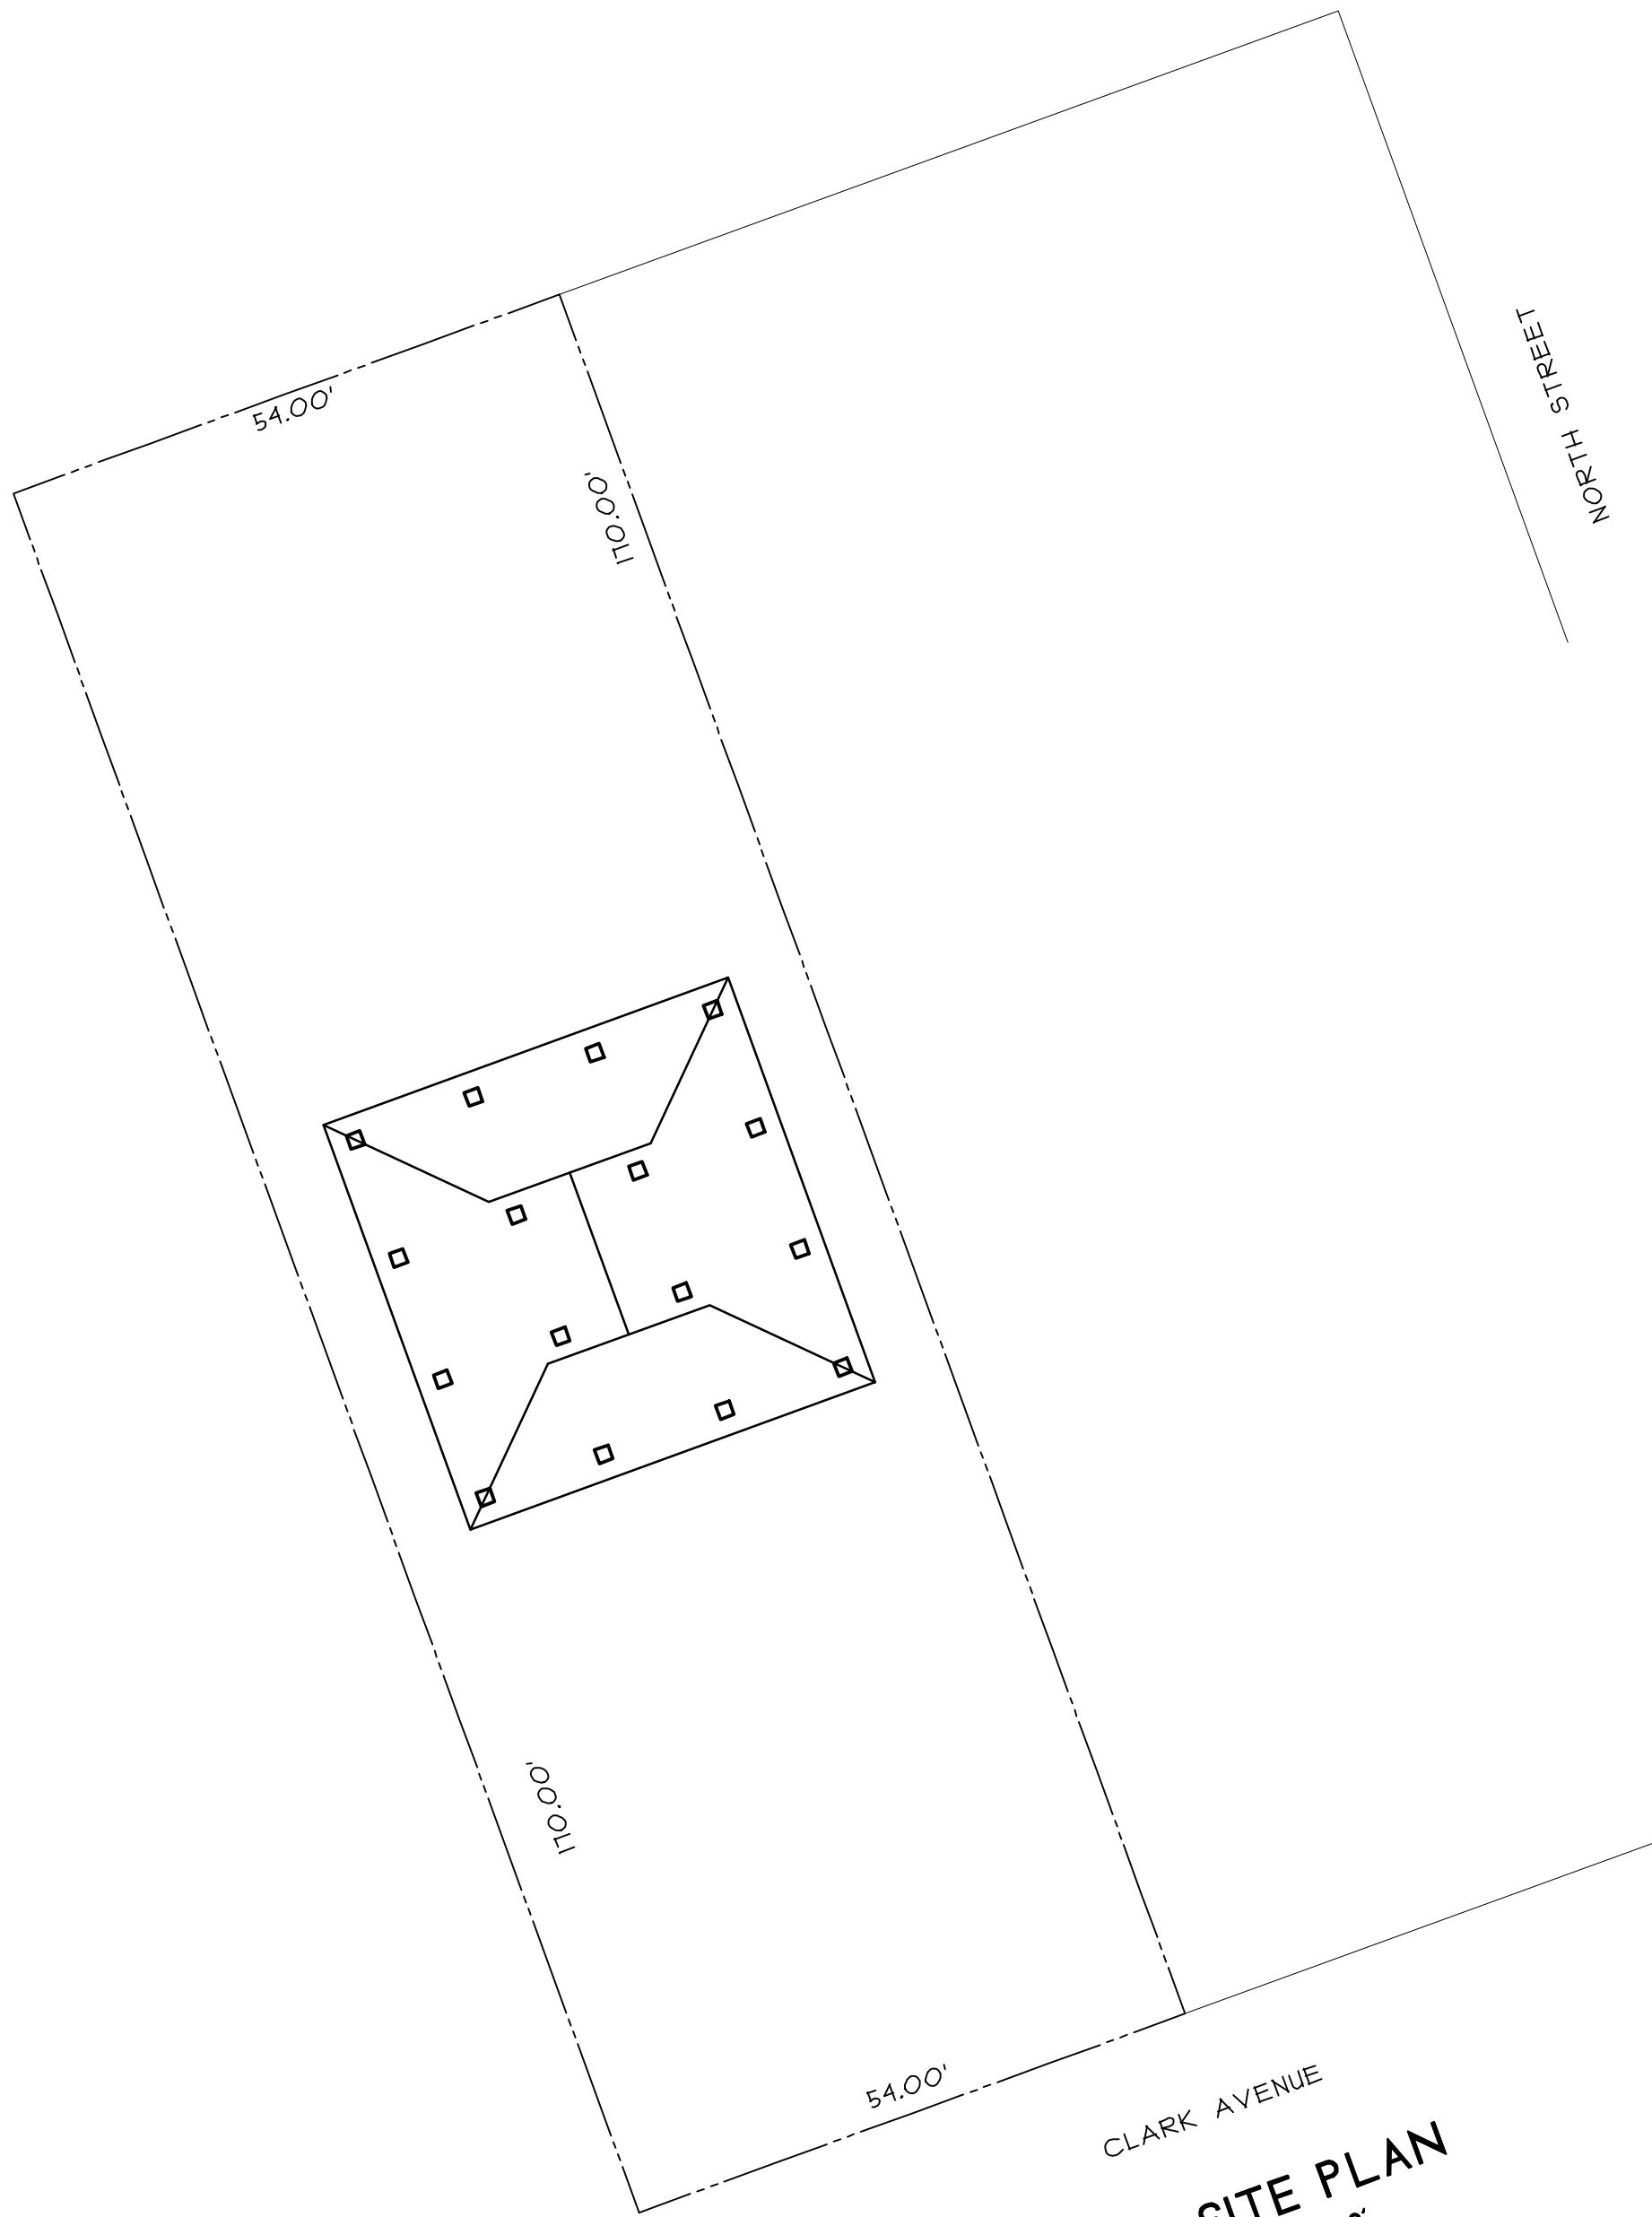 54.00'
170.00'
NORTH STREET
170.00'
54.00'
CLARK AVENUE
SITE PLAN